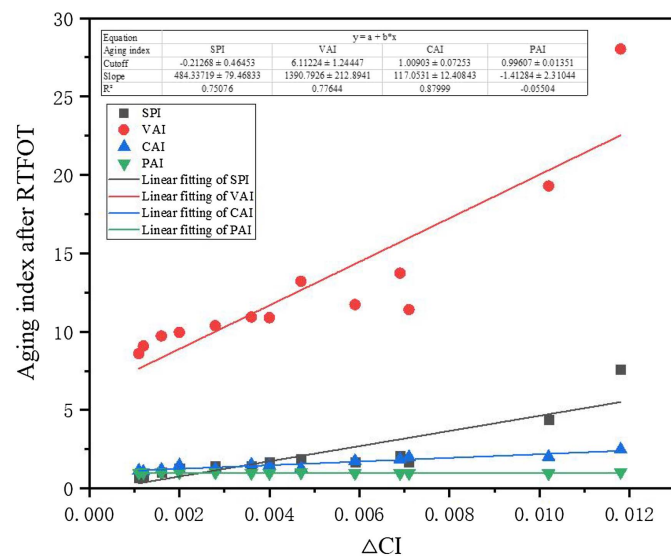 30
25
20
15
10
5
0
Aging index after RTFOT
Equation y = a + b*x
Aging index SPI VAI CAI PAI
Cutoff -0.21268 ± 0.46453 6.11224 ± 1.24447 1.00903 ± 0.07253 0.99607 ± 0.01351
Slope 484.33719 ± 79.46833 1390.7926 ± 212.8941 117.0531 ± 12.40843 -1.41284 ± 2.31044
R² 0.75076 0.77644 0.87999 -0.05504
SPI
VAI
CAI
PAI
Linear fitting of SPI
Linear fitting of VAI
Linear fitting of CAI
Linear fitting of PAI
0.000 0.002 0.004 0.006 0.008 0.010 0.012
△CI